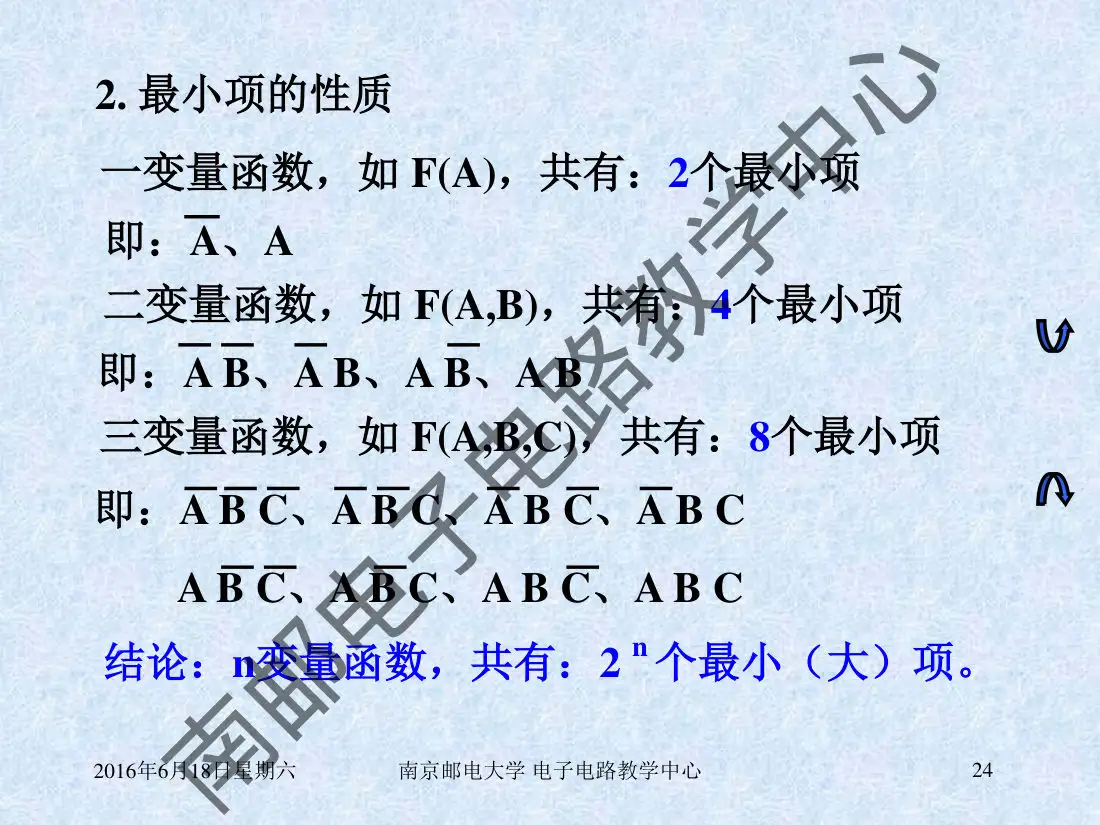 2. 最小项的性质
一变量函数，如 F(A)，共有：2个最小项
即：A̅、A
二变量函数，如 F(A,B)，共有：4个最小项
即：A̅ B̅、A̅ B、A B̅、A B
三变量函数，如 F(A,B,C)，共有：8个最小项
即：A̅ B̅ C̅、A̅ B̅ C、A̅ B C̅、A̅ B C
A B̅ C̅、A B̅ C、A B C̅、A B C
结论：n变量函数，共有：2 ⁿ 个最小（大）项。
南邮电子电路教学中心
2016年6月18日星期六 南京邮电大学 电子电路教学中心 24